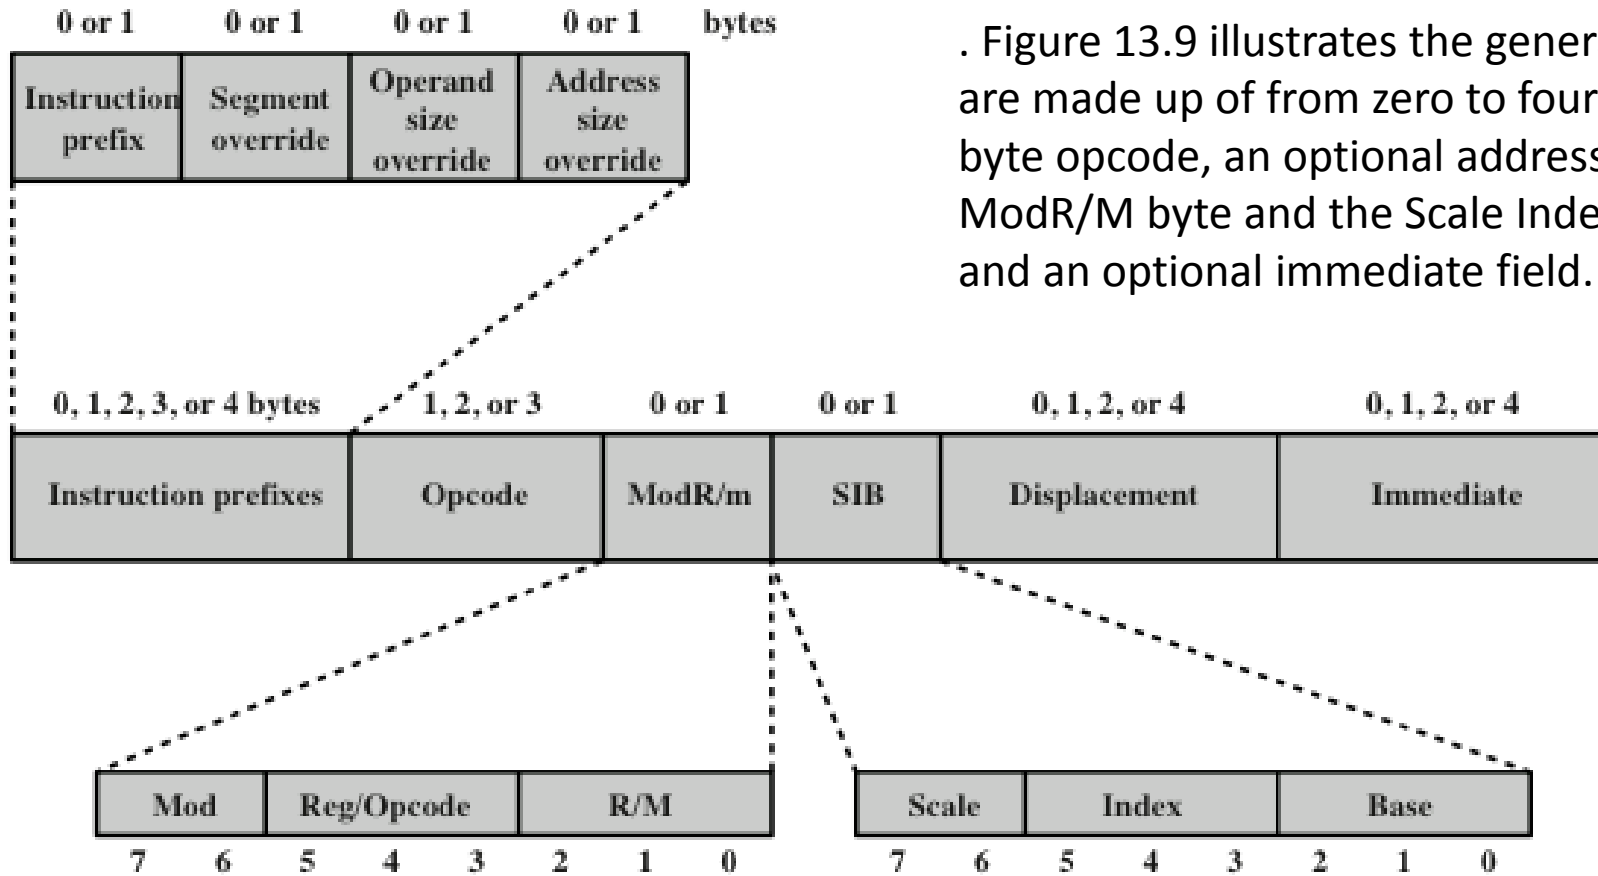 0 or 1 0 or 1 0 or 1 0 or 1 bytes
Instruction prefix
Segment override
Operand size override
Address size override
. Figure 13.9 illustrates the gener
are made up of from zero to four
byte opcode, an optional address
ModR/M byte and the Scale Inde
and an optional immediate field.
0, 1, 2, 3, or 4 bytes 1, 2, or 3 0 or 1 0 or 1 0, 1, 2, or 4 0, 1, 2, or 4
Instruction prefixes Opcode ModR/m SIB Displacement Immediate
Mod Reg/Opcode R/M Scale Index Base
7 6 5 4 3 2 1 0 7 6 5 4 3 2 1 0